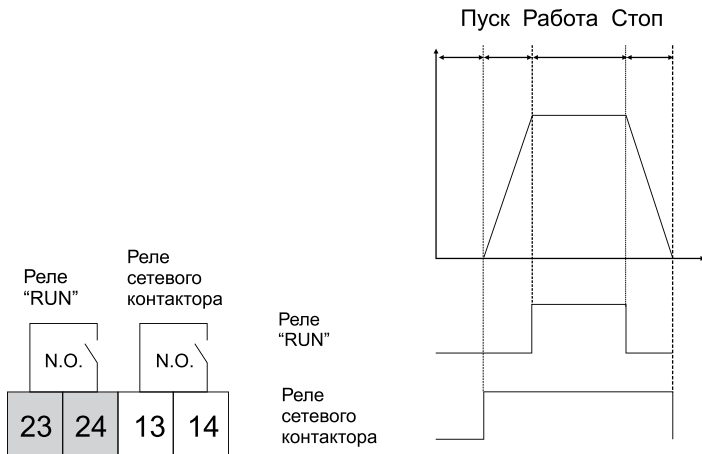 Пуск Работа Стоп
Реле
“RUN”
Реле
сетевого
контактора
N.O.
N.O.
23 24 13 14
Реле
“RUN”
Реле
сетевого
контактора